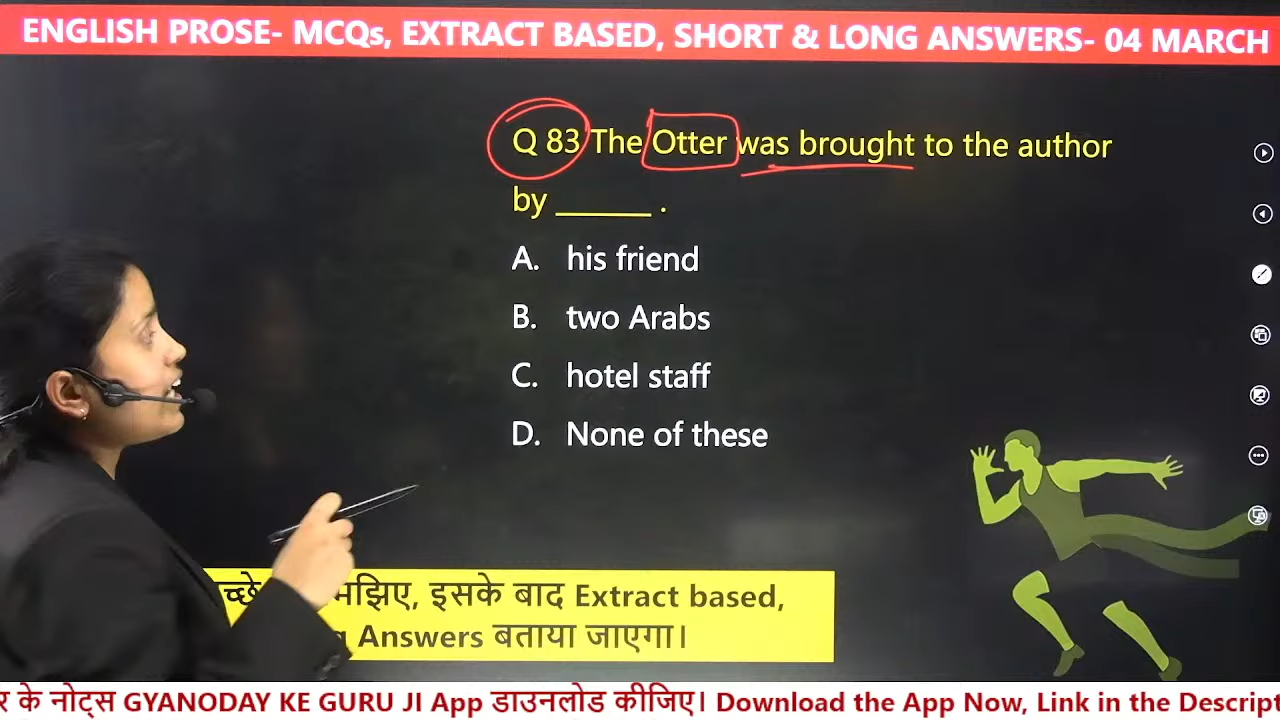 ENGLISH PROSE- MCQs, EXTRACT BASED, SHORT & LONG ANSWERS- 04 MARCH
Q 83 The Otter was brought to the author
by ______ .
A. his friend
B. two Arabs
C. hotel staff
D. None of these
इसके बाद Extract based,
Answers बताया जाएगा।
के नोट्स GYANODAY KE GURU JI App डाउनलोड कीजिए। Download the App Now, Link in the Descript